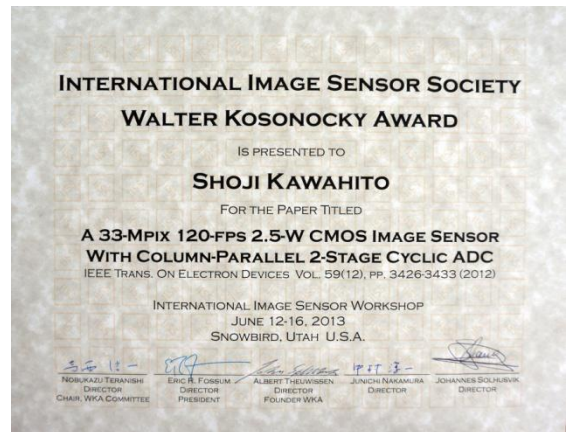 INTERNATIONAL IMAGE SENSOR SOCIETY
WALTER KOSONOCKY AWARD
IS PRESENTED TO
SHOJI KAWAHITO
FOR THE PAPER TITLED
A 33-MPIX 120-FPS 2.5-W CMOS IMAGE SENSOR
WITH COLUMN-PARALLEL 2-STAGE CYCLIC ADC
IEEE TRANS. ON ELECTRON DEVICES VOL. 59(12), PP. 3426-3433 (2012)
INTERNATIONAL IMAGE SENSOR WORKSHOP
JUNE 12-16, 2013
SNOWBIRD, UTAH U.S.A.
NOBUKAZU TERANISHI
DIRECTOR
CHAIR, WKA COMMITTEE
ERIC R. FOSSUM
DIRECTOR
PRESIDENT
ALBERT THEUWISSEN
DIRECTOR
FOUNDER WKA
JUNICHI NAKAMURA
DIRECTOR
JOHANNES SOLHUSVIK
DIRECTOR